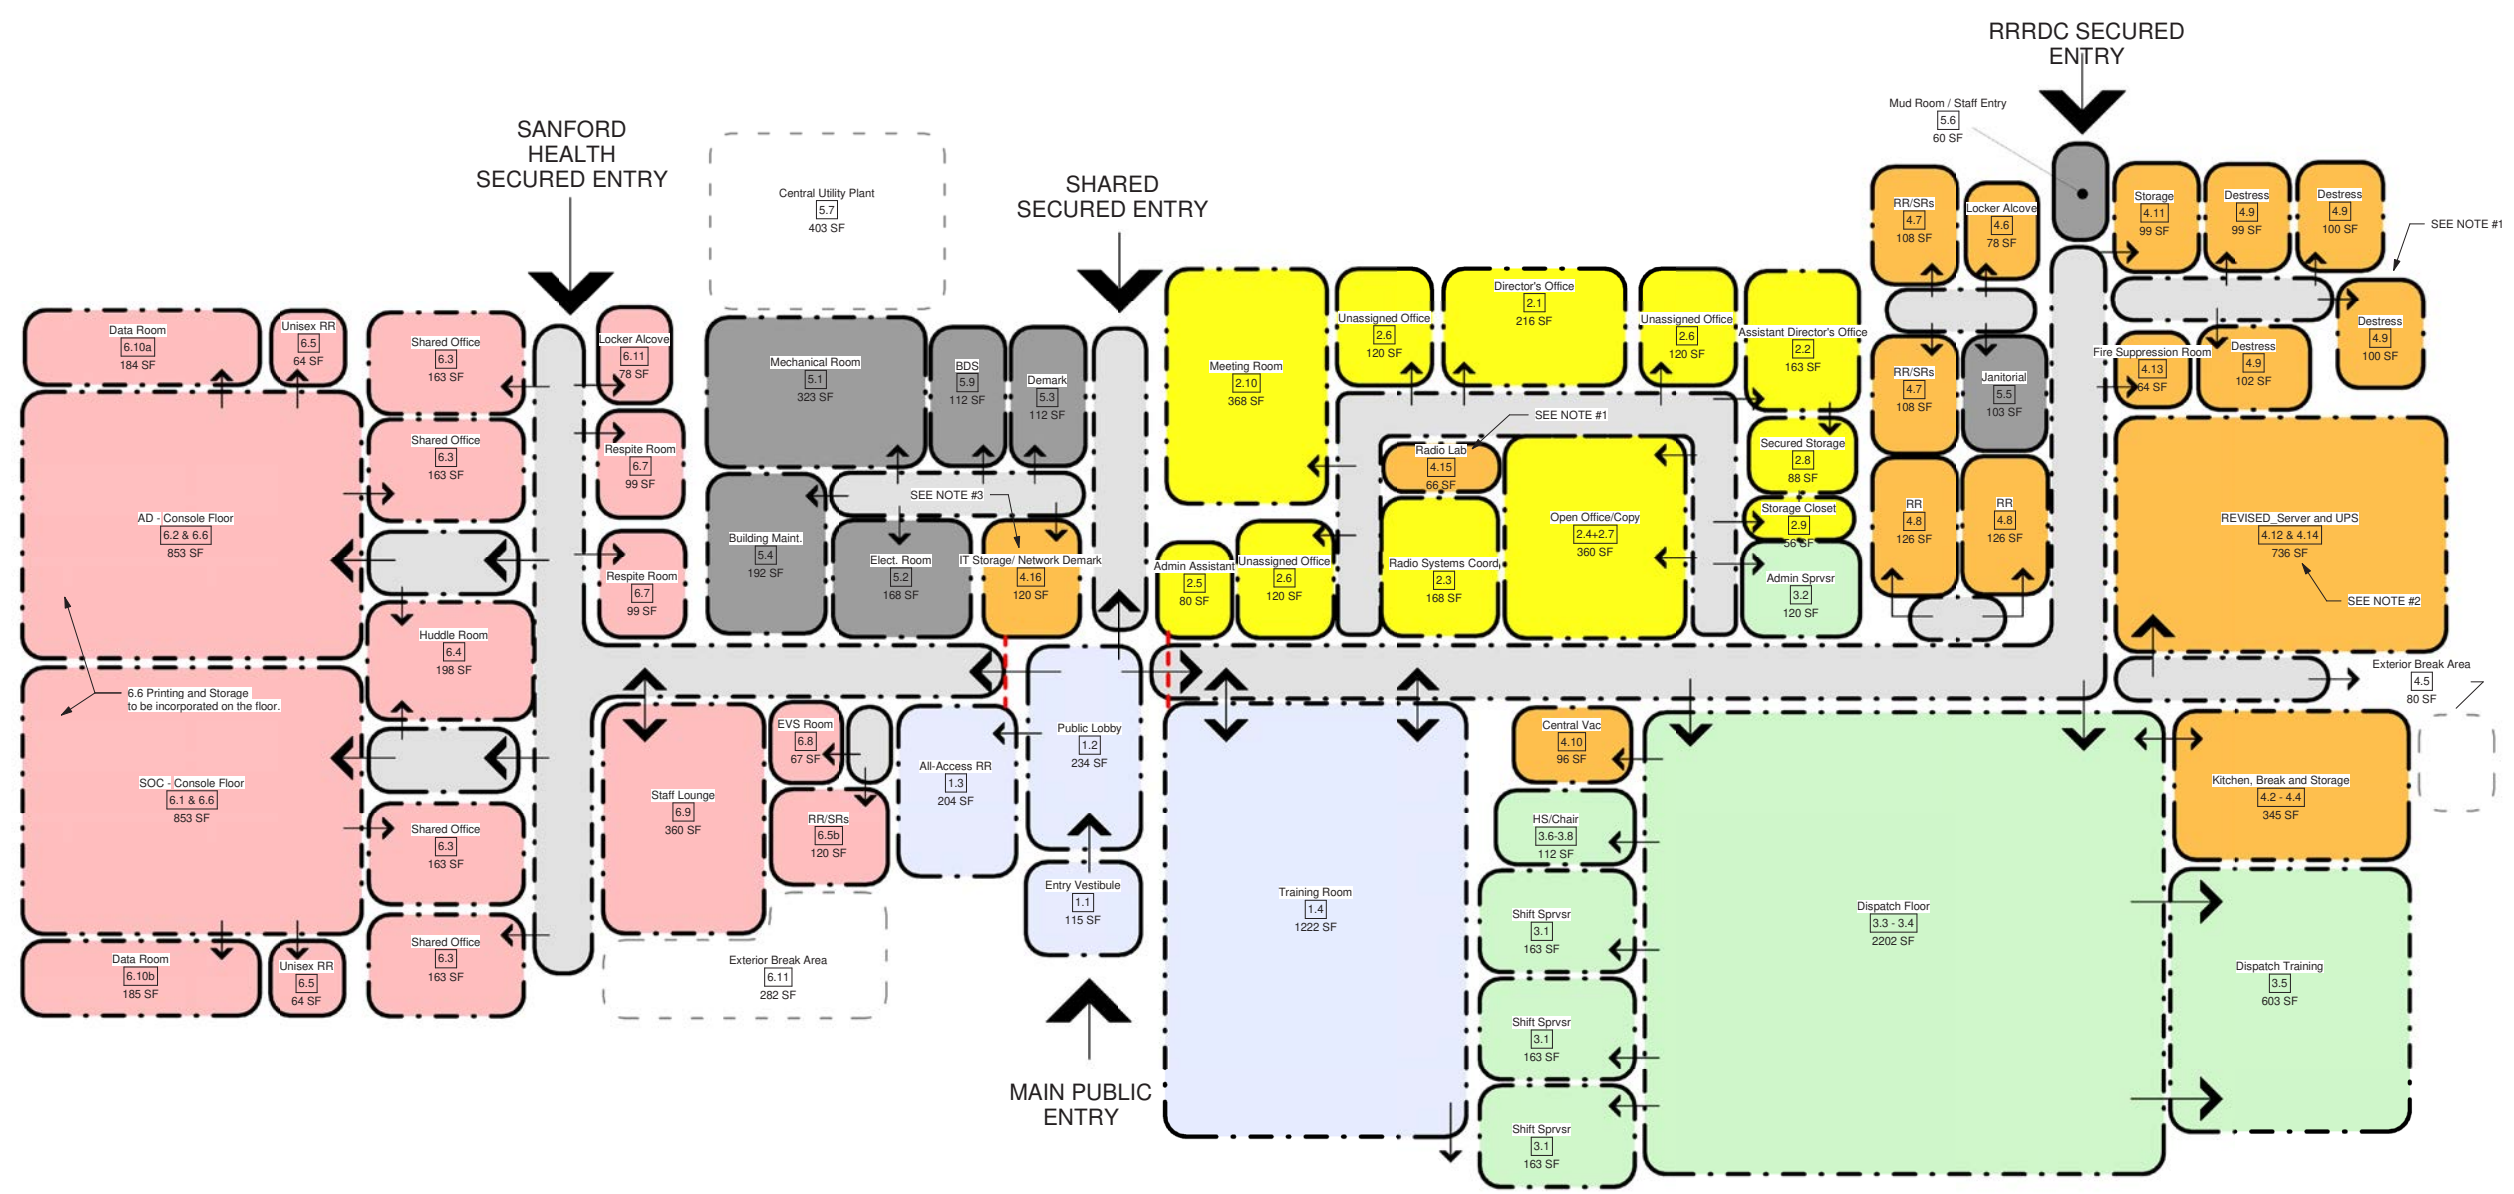 RRRDC SECURED
ENTRY
Mud Room / Staff Entry
5.6
60 SF
SANFORD
HEALTH
SECURED ENTRY
SHARED
SECURED ENTRY
Central Utility Plant
5.7
403 SF
Data Room
6.10a
184 SF
Unisex RR
6.5
64 SF
Shared Office
6.3
163 SF
Locker Alcove
6.11
78 SF
Shared Office
6.3
163 SF
Respite Room
6.7
99 SF
AD - Console Floor
6.2 & 6.6
853 SF
Respite Room
6.7
99 SF
Huddle Room
6.4
198 SF
6.6 Printing and Storage
to be incorporated on the floor.
SOC - Console Floor
6.1 & 6.6
853 SF
Shared Office
6.3
163 SF
Data Room
6.10b
185 SF
Unisex RR
6.5
64 SF
Shared Office
6.3
163 SF
Mechanical Room
5.1
323 SF
BDS
5.9
112 SF
Demark
5.3
112 SF
SEE NOTE #3
Building Maint.
5.4
192 SF
Elect. Room
5.2
168 SF
IT Storage/ Network Demark
4.16
120 SF
Staff Lounge
6.9
360 SF
EVS Room
6.8
67 SF
RR/SRs
6.5b
120 SF
All-Access RR
1.3
204 SF
Public Lobby
1.2
234 SF
Entry Vestibule
1.1
115 SF
Exterior Break Area
6.11
282 SF
MAIN PUBLIC
ENTRY
Meeting Room
2.10
368 SF
Unassigned Office
2.6
120 SF
Director's Office
2.1
216 SF
Unassigned Office
2.6
120 SF
Assistant Director's Office
2.2
163 SF
SEE NOTE #1
Radio Lab
4.15
66 SF
Secured Storage
2.8
88 SF
Storage Closet
2.9
56 SF
Open Office/Copy
2.4+2.7
360 SF
Admin Assistant
2.5
80 SF
Unassigned Office
2.6
120 SF
Radio Systems Coord.
2.3
168 SF
Admin Sprvsr
3.2
120 SF
RR/SRs
4.7
108 SF
Locker Alcove
4.6
78 SF
Storage
4.11
99 SF
Destress
4.9
99 SF
Destress
4.9
100 SF
SEE NOTE #1
Destress
4.9
100 SF
RR/SRs
4.7
108 SF
Janitorial
5.5
103 SF
Fire Suppression Room
4.13
64 SF
Destress
4.9
102 SF
RR
4.8
126 SF
RR
4.8
126 SF
REVISED_Server and UPS
4.12 & 4.14
736 SF
SEE NOTE #2
Exterior Break Area
4.5
80 SF
Training Room
1.4
1222 SF
Central Vac
4.10
96 SF
HS/Chair
3.6-3.8
112 SF
Shift Sprvsr
3.1
163 SF
Shift Sprvsr
3.1
163 SF
Shift Sprvsr
3.1
163 SF
Dispatch Floor
3.3 - 3.4
2202 SF
Kitchen, Break and Storage
4.2 - 4.4
345 SF
Dispatch Training
3.5
603 SF